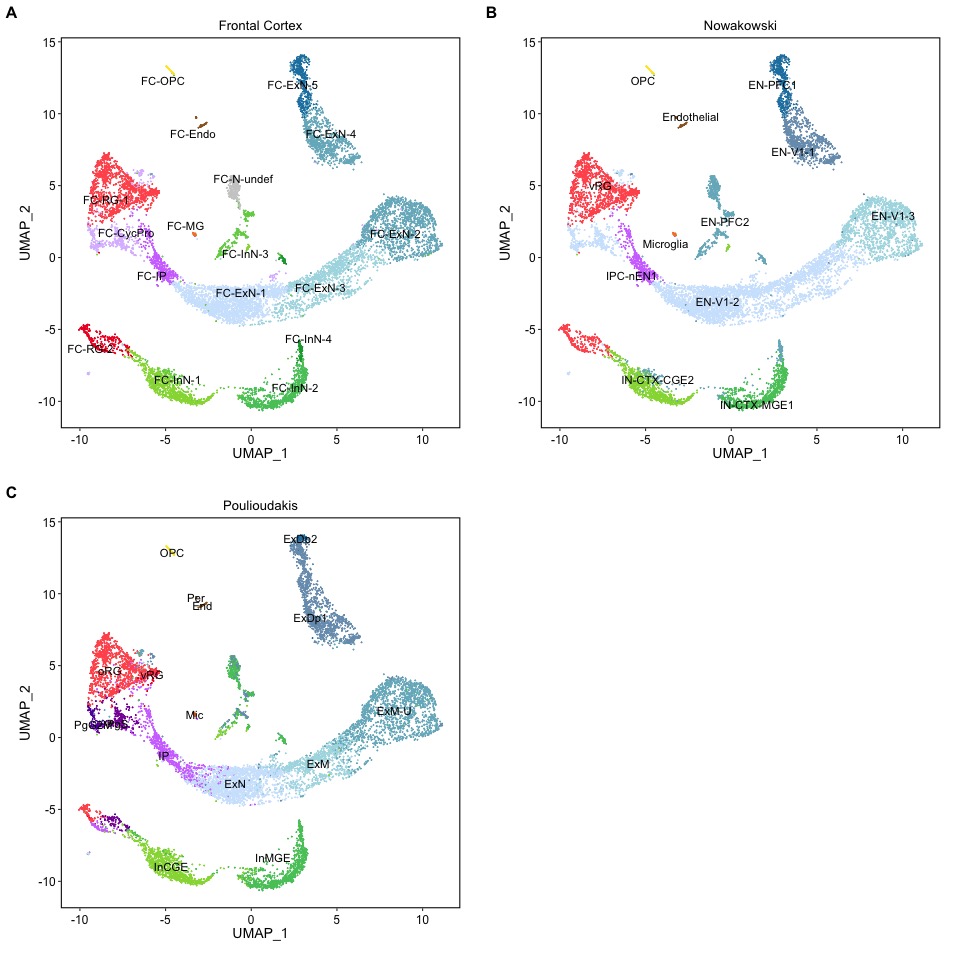 A
Frontal Cortex
15
10
5
0
-5
-10
UMAP_2
FC-OPC
FC-ExN-5
FC-Endo
FC-ExN-4
FC-N-undef
FC-RG-1
FC-MG
FC-CycPro
FC-ExN-2
FC-InN-3
FC-IP
FC-ExN-1
FC-ExN-3
FC-RG-2
FC-InN-4
FC-InN-1
FC-InN-2
-10 -5 0 5 10
UMAP_1
B
Nowakowski
15
10
5
0
-5
-10
UMAP_2
OPC
EN-PFC1
Endothelial
EN-V1-1
vRG
EN-PFC2
EN-V1-3
Microglia
IPC-nEN1
EN-V1-2
IN-CTX-CGE2
IN-CTX-MGE1
-10 -5 0 5 10
UMAP_1
C
Poulioudakis
15
10
5
0
-5
-10
UMAP_2
ExDp2
OPC
Per
End
ExDp1
oRG
vRG
Mic
ExM-U
IP
ExM
ExN
InCGE
InMGE
-10 -5 0 5 10
UMAP_1